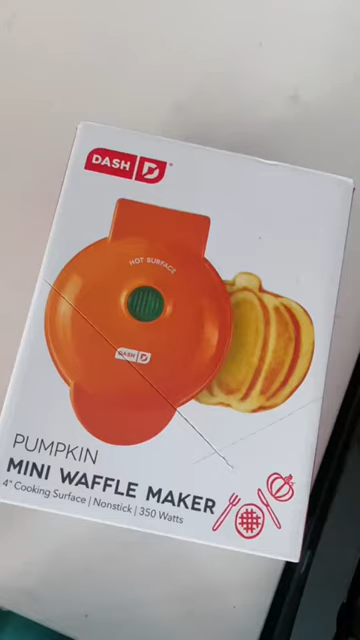 DASH D®
HOT SURFACE
DASH D
PUMPKIN
MINI WAFFLE MAKER
4" Cooking Surface | Nonstick | 350 Watts